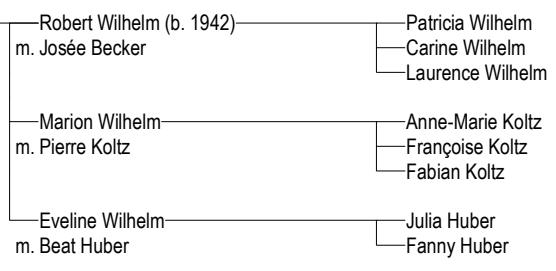 Robert Wilhelm (b. 1942) Patricia Wilhelm
m. Josée Becker Carine Wilhelm
Laurence Wilhelm
Marion Wilhelm Anne-Marie Koltz
m. Pierre Koltz Françoise Koltz
Fabian Koltz
Eveline Wilhelm Julia Huber
m. Beat Huber Fanny Huber